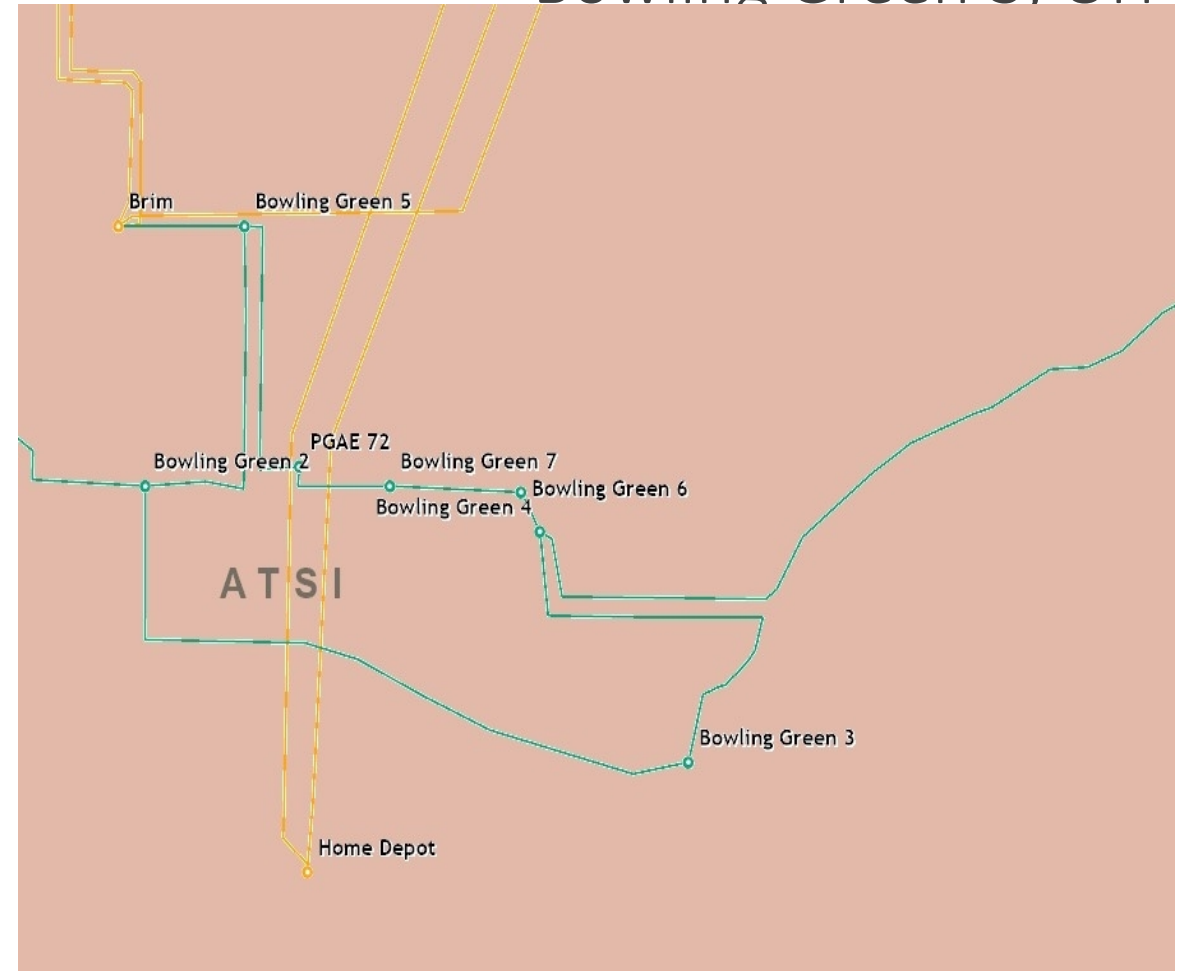 Brim
Bowling Green 5
PGAE 72
Bowling Green 2
Bowling Green 7
Bowling Green 6
Bowling Green 4
ATSI
Bowling Green 3
Home Depot